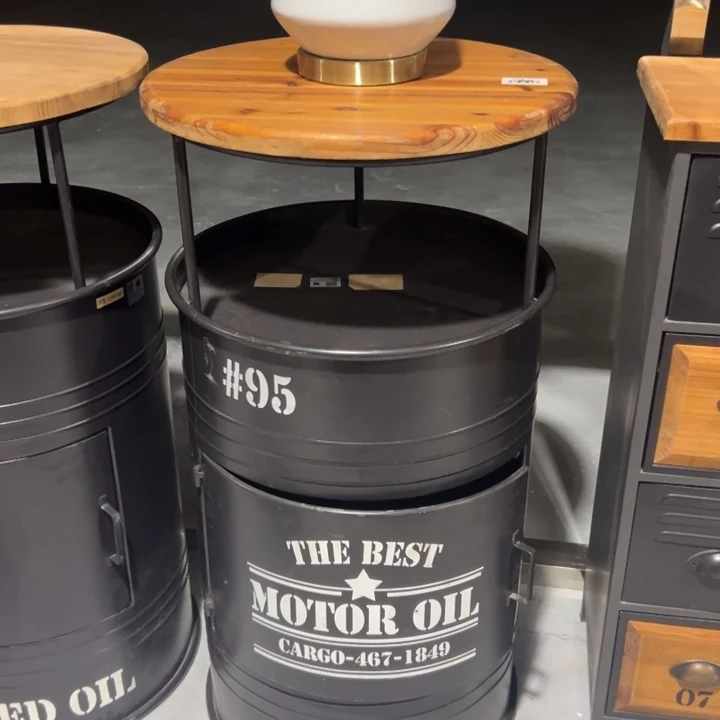 #95
THE BEST
MOTOR OIL
CARGO-467-1849
ED OIL
07